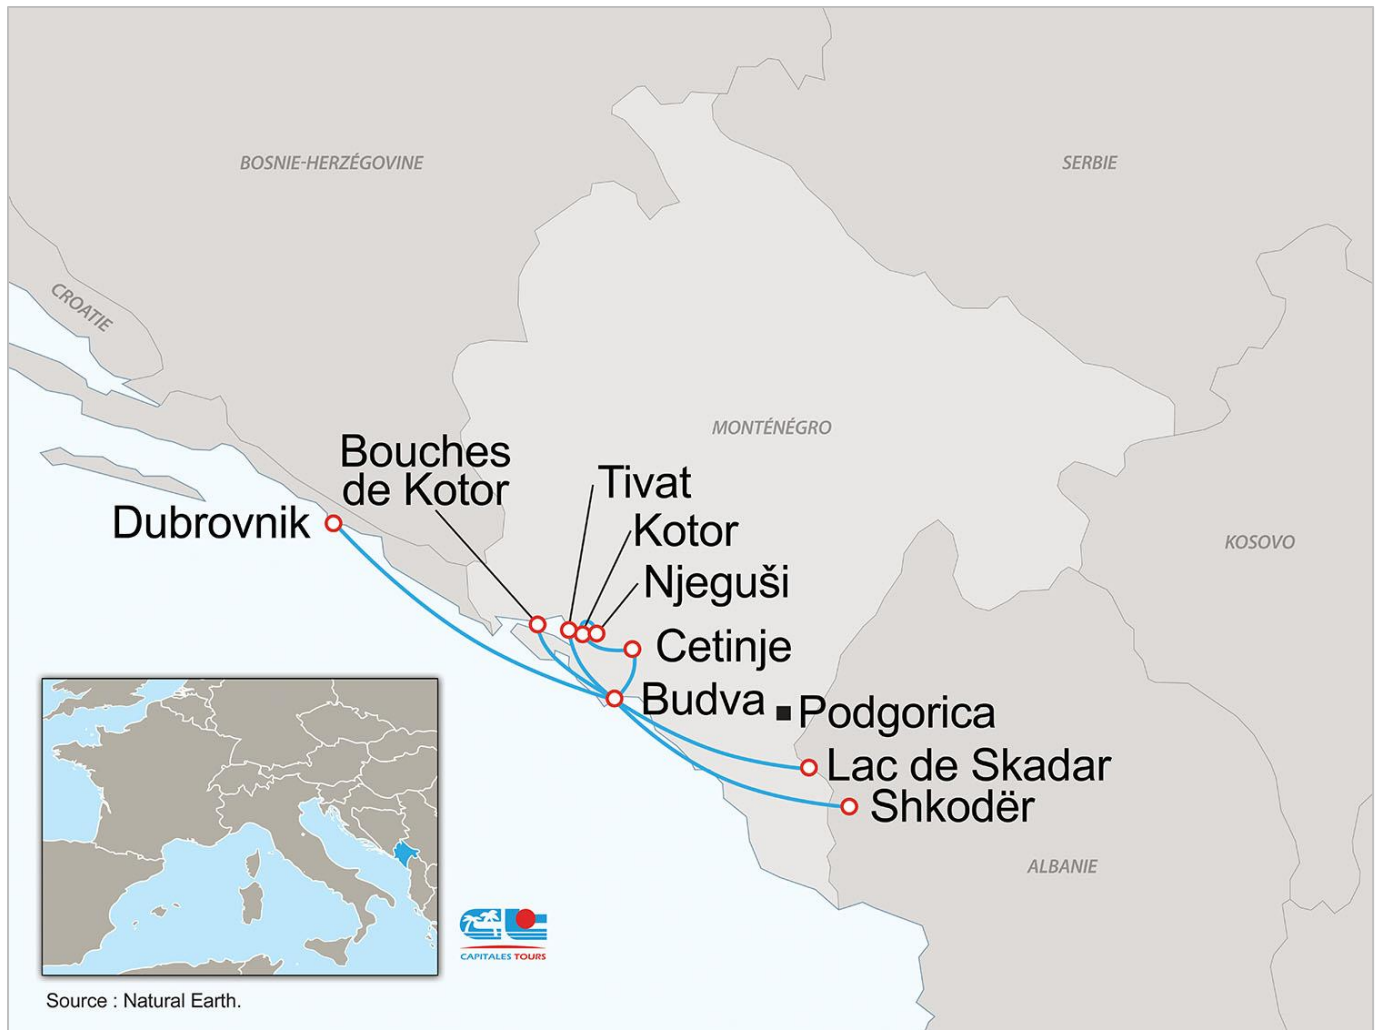 BOSNIE-HERZÉGOVINE
SERBIE
CROATIE
MONTÉNÉGRO
Bouches
de Kotor
Tivat
Dubrovnik
Kotor
KOSOVO
Njeguši
Cetinje
Budva
Podgorica
Lac de Skadar
Shkodër
ALBANIE
CAPITALES TOURS
Source : Natural Earth.